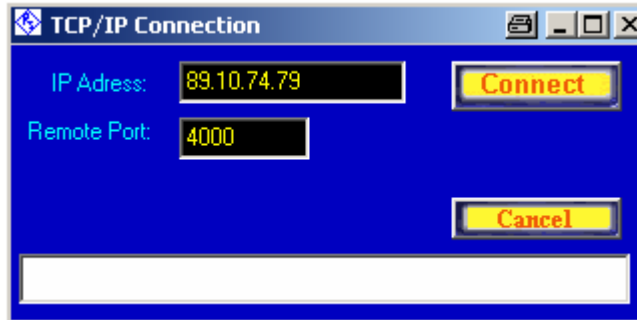 TCP/IP Connection
IP Adress: 89.10.74.79 Connect
Remote Port: 4000
Cancel